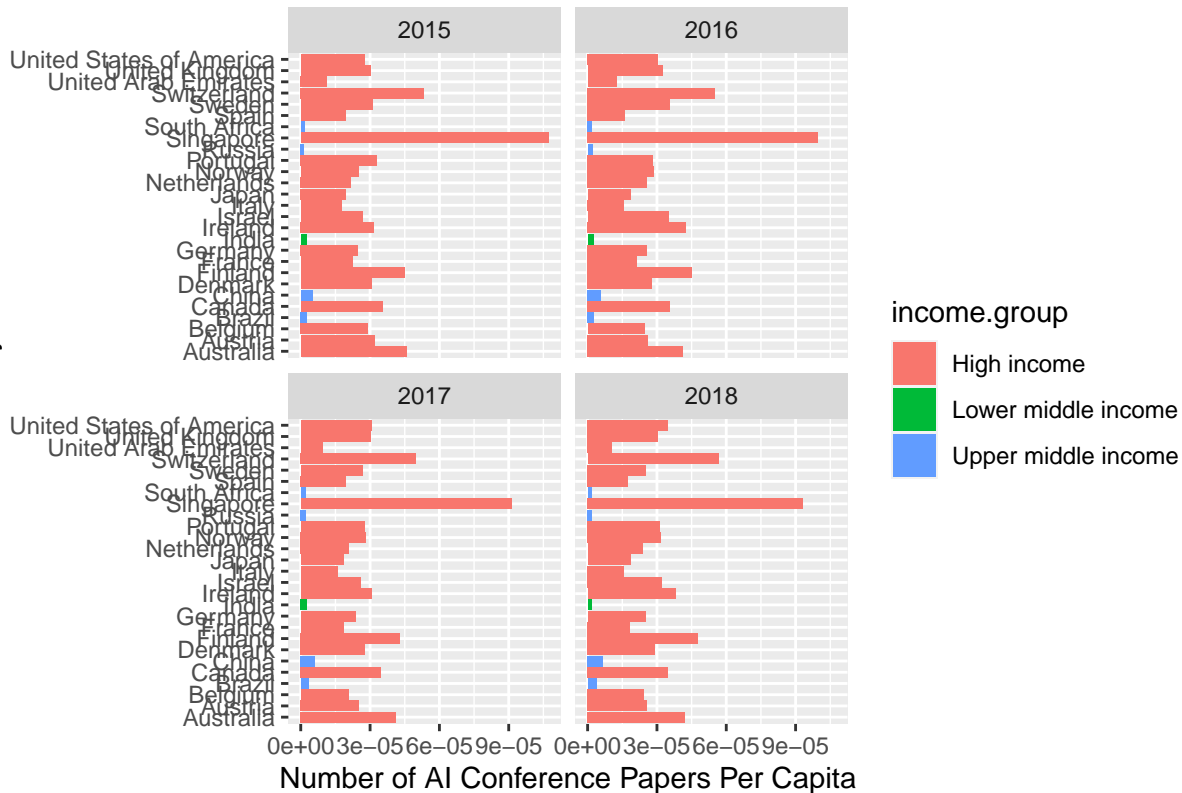 2015
2016
United States of America
United Kingdom
United Arab Emirates
Switzerland
Sweden
Spain
South Africa
Singapore
Russia
Portugal
Norway
Netherlands
Japan
Italy
Israel
Ireland
India
Germany
France
Finland
Denmark
China
Canada
Brazil
Belgium
Austria
Australia
2017
2018
United States of America
United Kingdom
United Arab Emirates
Switzerland
Sweden
Spain
South Africa
Singapore
Russia
Portugal
Norway
Netherlands
Japan
Italy
Israel
Ireland
India
Germany
France
Finland
Denmark
China
Canada
Brazil
Belgium
Austria
Australia
0e+00 3e−05 6e−05 9e−05 0e+00 3e−05 6e−05 9e−05
Number of AI Conference Papers Per Capita
income.group
High income
Lower middle income
Upper middle income